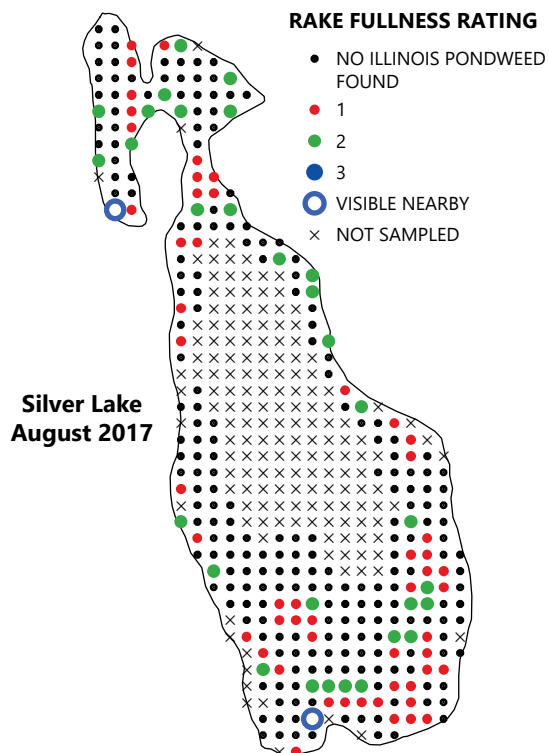 RAKE FULLNESS RATING
NO ILLINOIS PONDWEED
FOUND
1
2
3
VISIBLE NEARBY
NOT SAMPLED
Silver Lake
August 2017